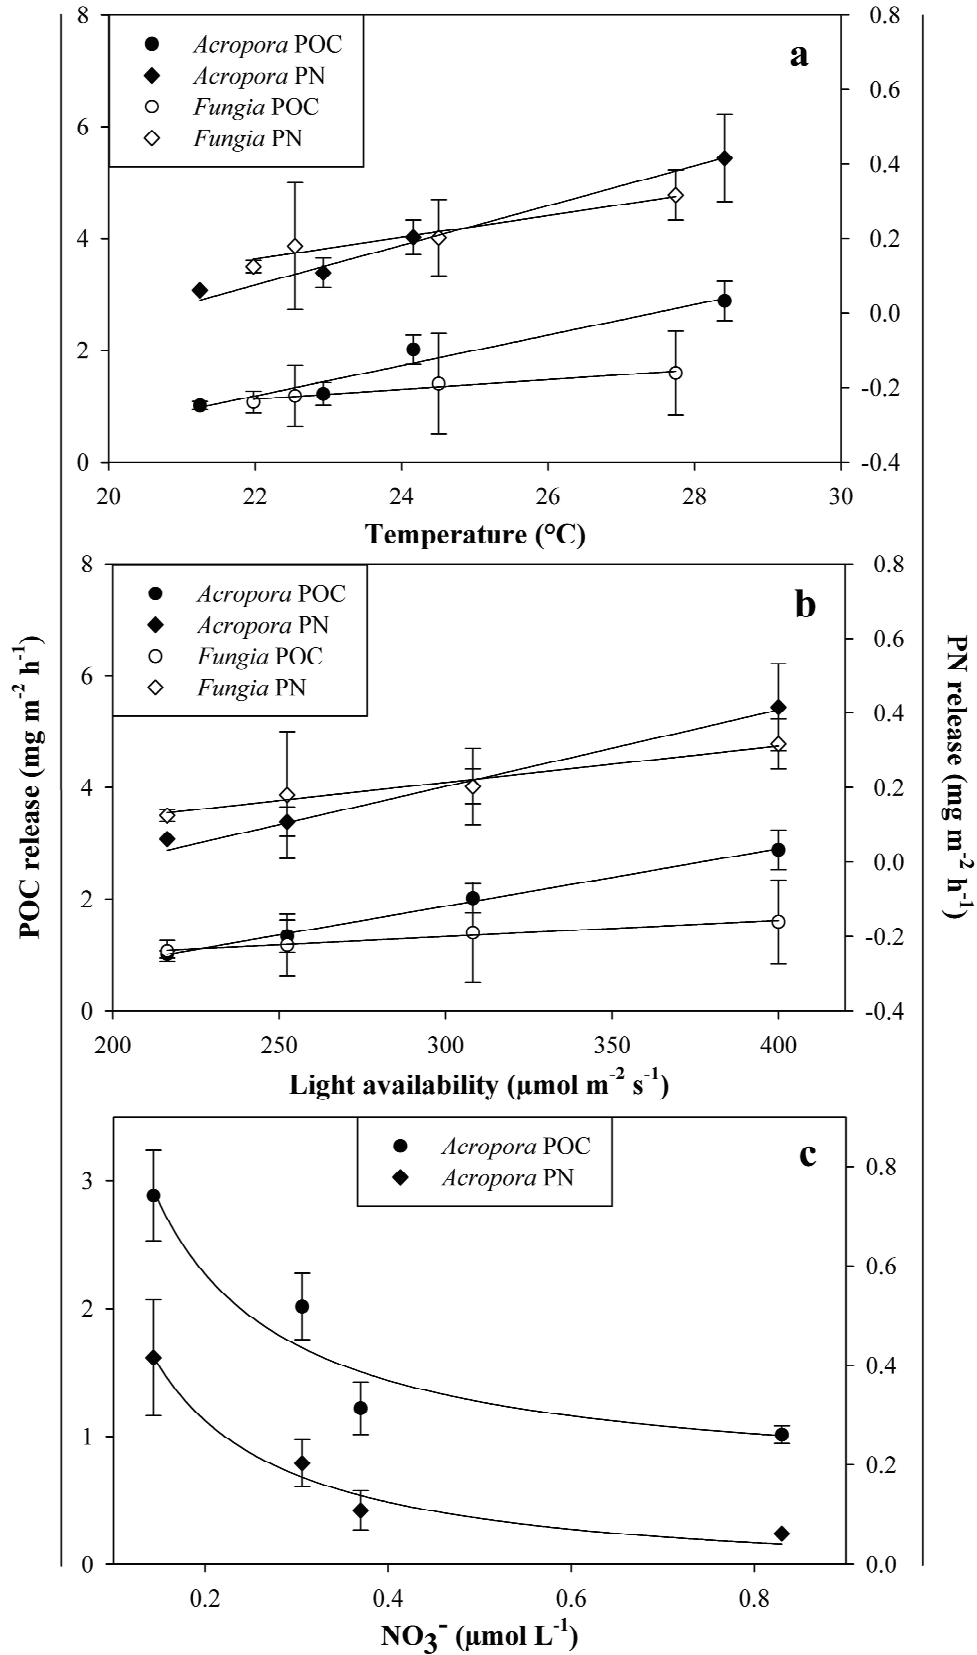 8
0.8
Acropora POC
a
Acropora PN
0.6
Fungia POC
6
Fungia PN
0.4
4
0.2
0.0
2
-0.2
0
-0.4
20
22
24
26
28
30
Temperature (°C)
8
0.8
Acropora POC
b
Acropora PN
0.6
Fungia POC
6
Fungia PN
0.4
4
0.2
0.0
2
-0.2
0
-0.4
200
250
300
350
400
Light availability (µmol m⁻² s⁻¹)
POC release (mg m⁻² h⁻¹)
PN release (mg m⁻² h⁻¹)
Acropora POC
c
Acropora PN
3
0.8
0.6
2
0.4
1
0.2
0
0.0
0.2
0.4
0.6
0.8
NO₃⁻ (µmol L⁻¹)